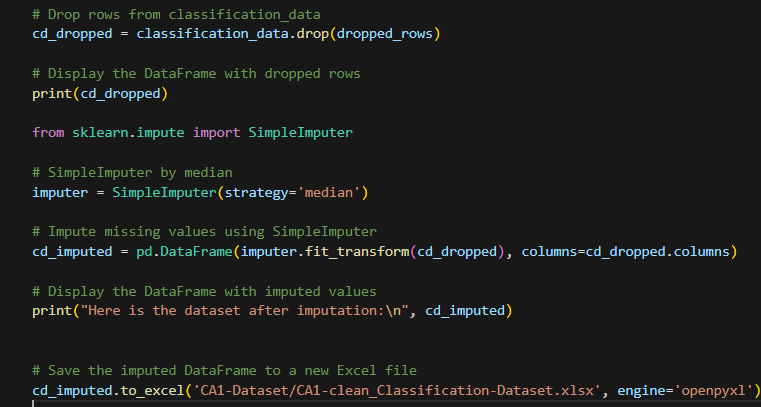 # Drop rows from classification_data
cd_dropped = classification_data.drop(dropped_rows)
# Display the DataFrame with dropped rows
print(cd_dropped)
from sklearn.impute import SimpleImputer
# SimpleImputer by median
imputer = SimpleImputer(strategy='median')
# Impute missing values using SimpleImputer
cd_imputed = pd.DataFrame(imputer.fit_transform(cd_dropped), columns=cd_dropped.columns)
# Display the DataFrame with imputed values
print("Here is the dataset after imputation:\n", cd_imputed)
# Save the imputed DataFrame to a new Excel file
cd_imputed.to_excel('CA1-Dataset/CA1-clean_Classification-Dataset.xlsx', engine='openpyxl')